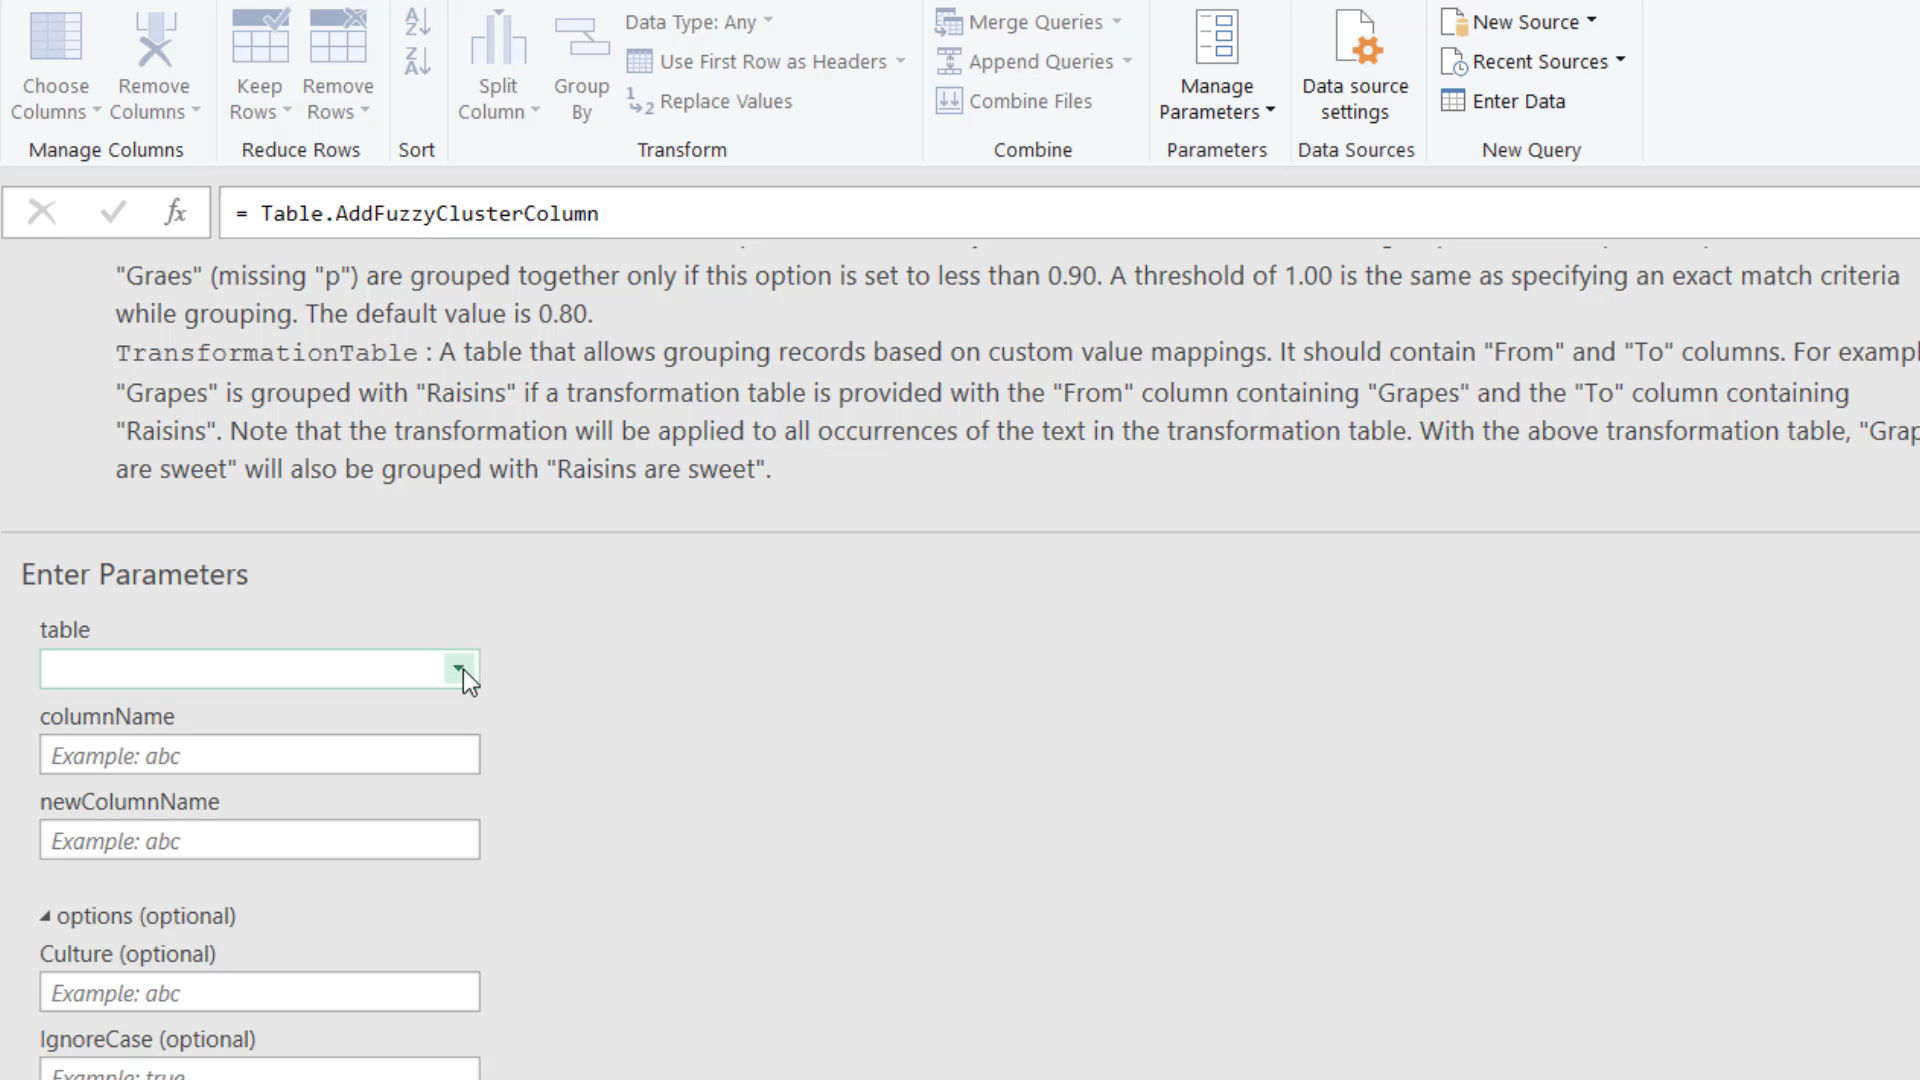 Choose Columns
Remove Columns
Keep Rows
Remove Rows
Split Column
Group By
Data Type: Any
Use First Row as Headers
Replace Values
Merge Queries
Append Queries
Combine Files
Manage Parameters
Data source settings
New Source
Recent Sources
Enter Data
Manage Columns
Reduce Rows
Sort
Transform
Combine
Parameters
Data Sources
New Query
fx
= Table.AddFuzzyClusterColumn
"Graes" (missing "p") are grouped together only if this option is set to less than 0.90. A threshold of 1.00 is the same as specifying an exact match criteria
while grouping. The default value is 0.80.
TransformationTable : A table that allows grouping records based on custom value mappings. It should contain "From" and "To" columns. For exampl
"Grapes" is grouped with "Raisins" if a transformation table is provided with the "From" column containing "Grapes" and the "To" column containing
"Raisins". Note that the transformation will be applied to all occurrences of the text in the transformation table. With the above transformation table, "Grap
are sweet" will also be grouped with "Raisins are sweet".
Enter Parameters
table
columnName
Example: abc
newColumnName
Example: abc
options (optional)
Culture (optional)
Example: abc
IgnoreCase (optional)
Example: true